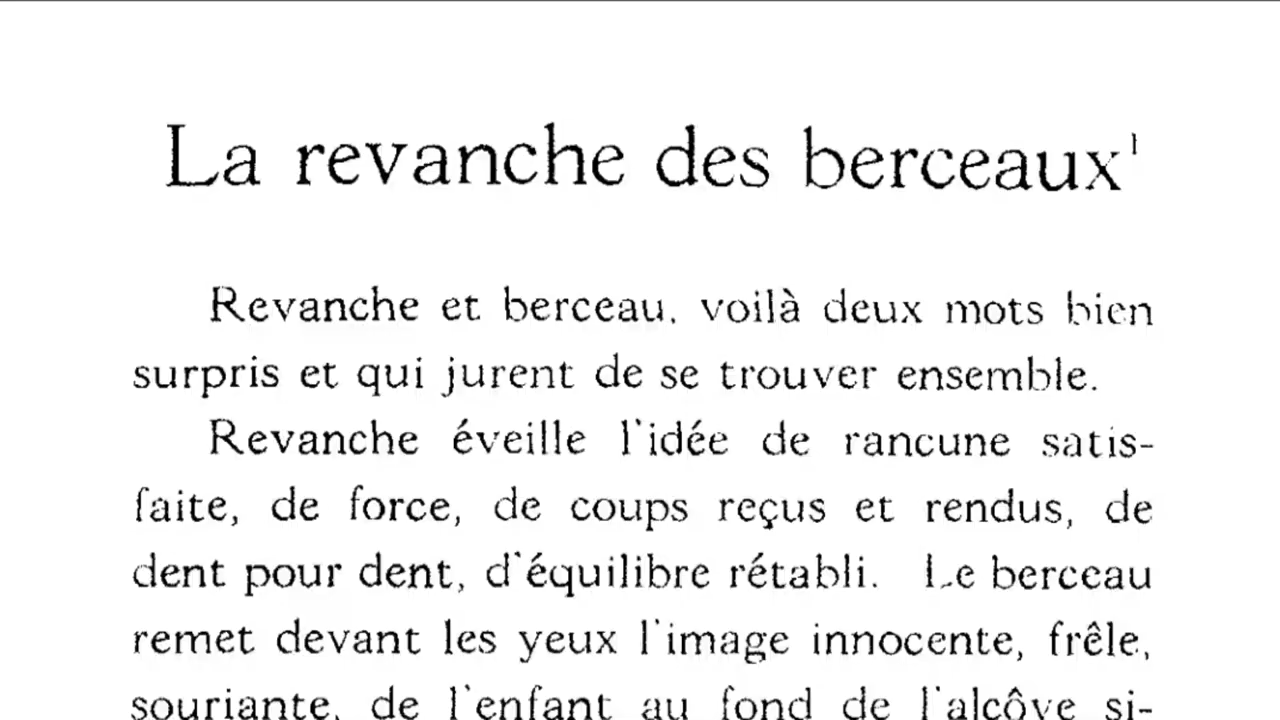 La revanche des berceaux¹
Revanche et berceau, voilà deux mots bien
surpris et qui jurent de se trouver ensemble.
Revanche éveille l'idée de rancune satis-
faite, de force, de coups reçus et rendus, de
dent pour dent, d'équilibre rétabli. Le berceau
remet devant les yeux l'image innocente, frêle,
souriante, de l'enfant au fond de l'alcôve si-